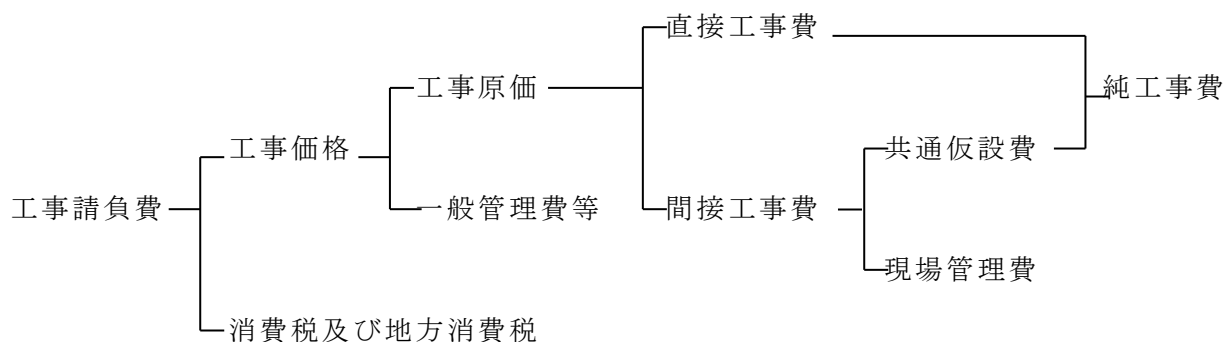 直接工事費
工事原価
純工事費
工事価格
共通仮設費
工事請負費
一般管理費等
間接工事費
現場管理費
消費税及び地方消費税